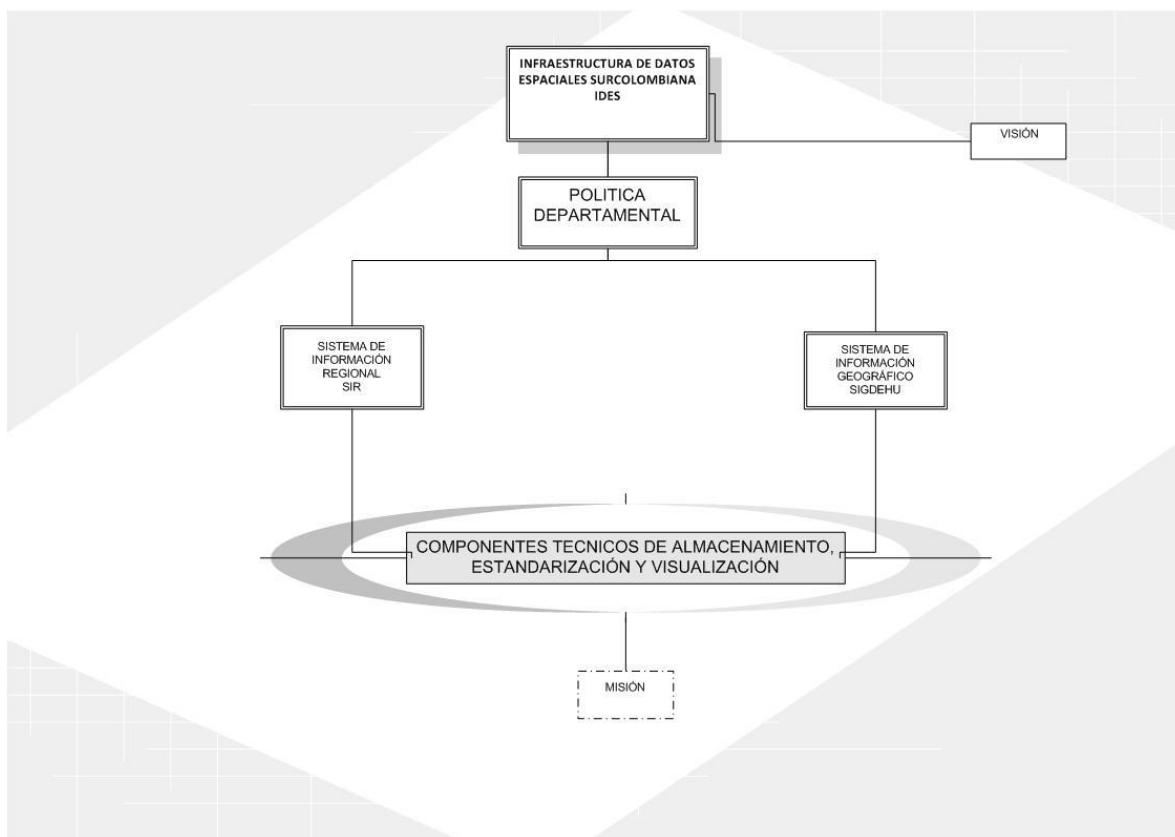 INFRAESTRUCTURA DE DATOS
ESPACIALES SURCOLOMBIANA
IDES
VISIÓN
POLITICA
DEPARTAMENTAL
SISTEMA DE
INFORMACIÓN
REGIONAL
SIR
SISTEMA DE
INFORMACIÓN
GEOGRÁFICO
SIGDEHU
COMPONENTES TECNICOS DE ALMACENAMIENTO,
ESTANDARIZACIÓN Y VISUALIZACIÓN
MISIÓN